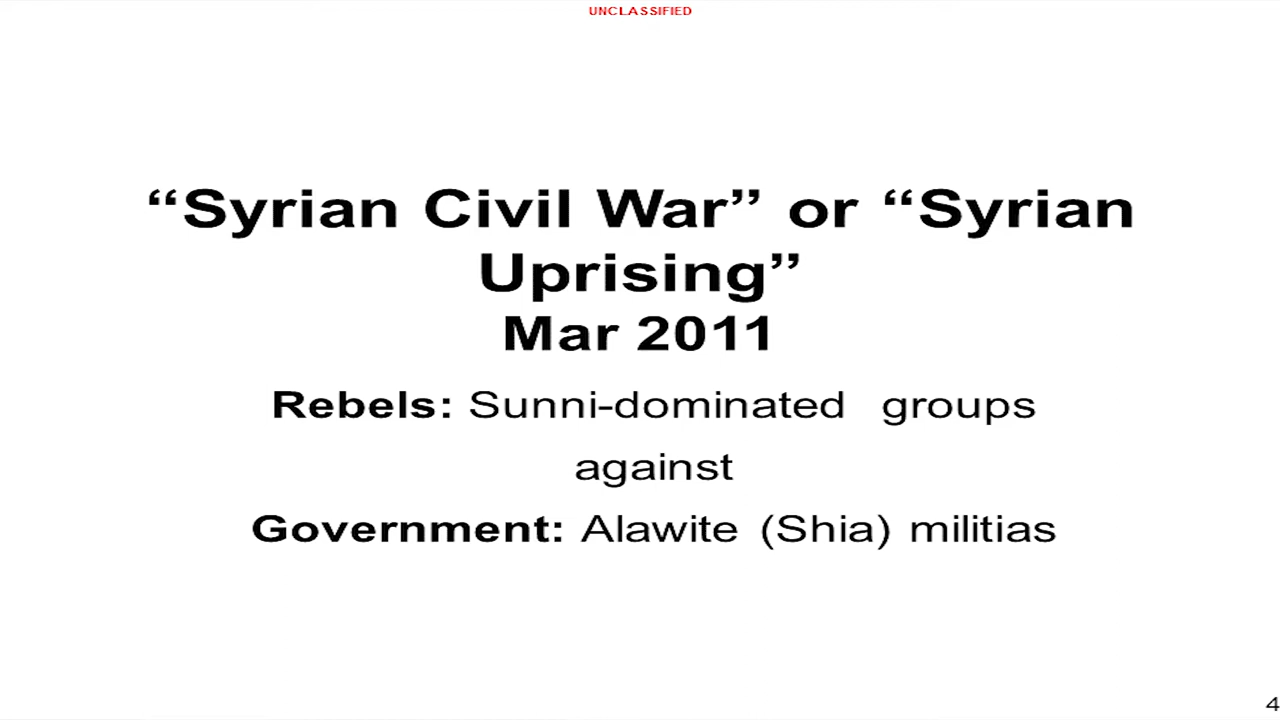 UNCLASSIFIED
“Syrian Civil War” or “Syrian
Uprising”
Mar 2011
Rebels: Sunni-dominated groups
against
Government: Alawite (Shia) militias
4